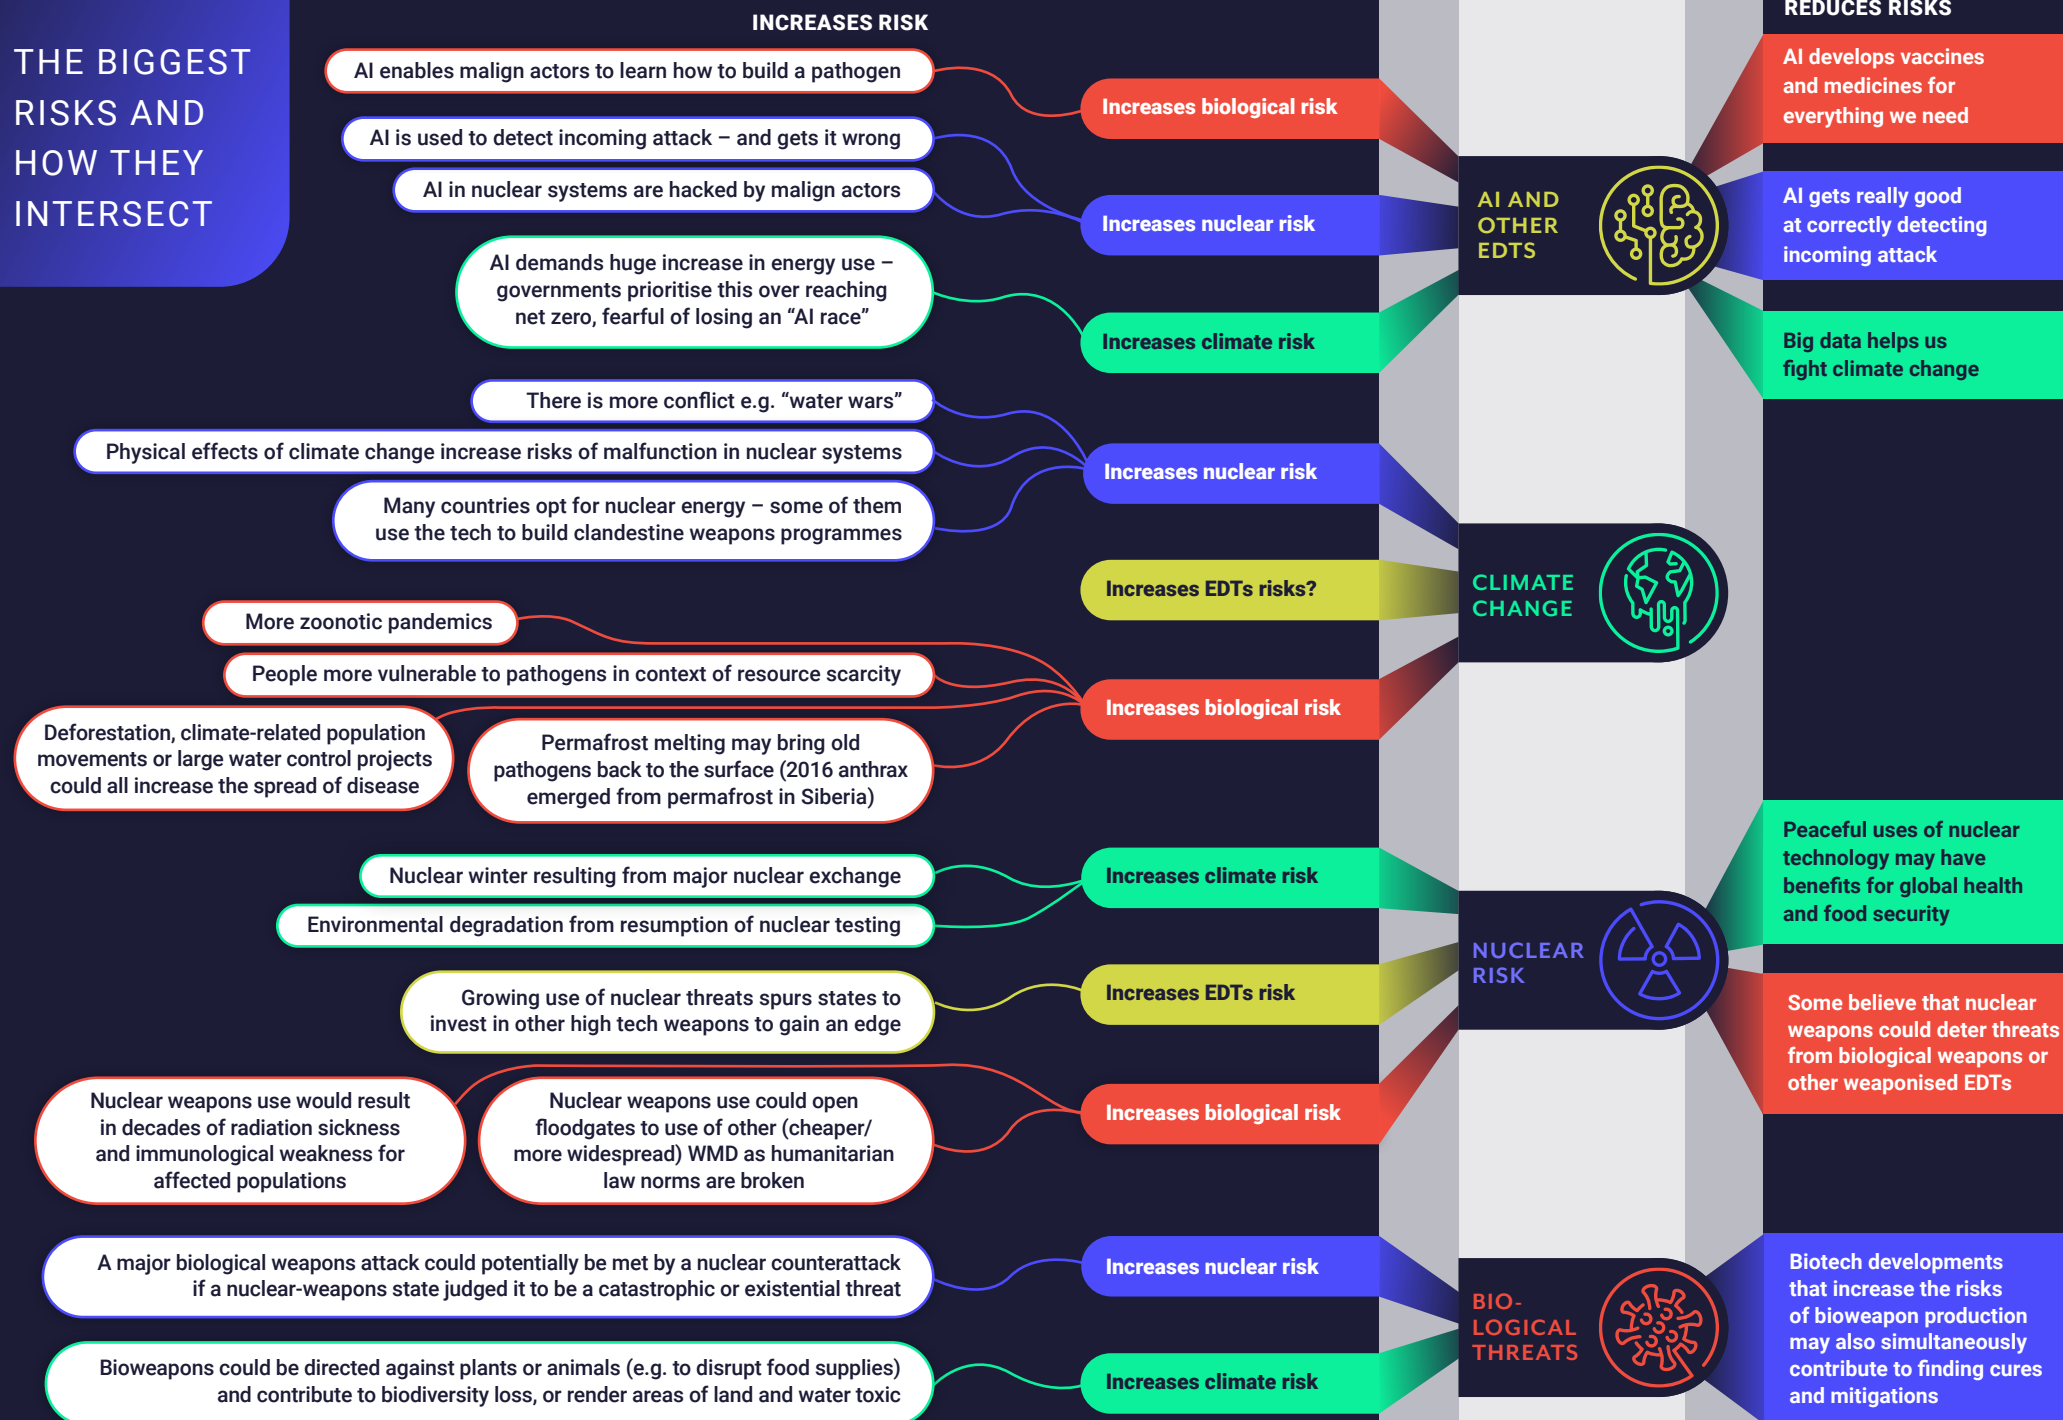 THE BIGGEST
RISKS AND
HOW THEY
INTERSECT
INCREASES RISK
AI enables malign actors to learn how to build a pathogen
AI is used to detect incoming attack – and gets it wrong
AI in nuclear systems are hacked by malign actors
AI demands huge increase in energy use –
governments prioritise this over reaching
net zero, fearful of losing an “AI race”
Increases biological risk
Increases nuclear risk
Increases climate risk
AI AND
OTHER
EDTS
REDUCES RISKS
AI develops vaccines
and medicines for
everything we need
AI gets really good
at correctly detecting
incoming attack
Big data helps us
fight climate change
There is more conflict e.g. “water wars”
Physical effects of climate change increase risks of malfunction in nuclear systems
Many countries opt for nuclear energy – some of them
use the tech to build clandestine weapons programmes
Increases nuclear risk
Increases EDTs risks?
More zoonotic pandemics
People more vulnerable to pathogens in context of resource scarcity
Deforestation, climate-related population
movements or large water control projects
could all increase the spread of disease
Permafrost melting may bring old
pathogens back to the surface (2016 anthrax
emerged from permafrost in Siberia)
Increases biological risk
CLIMATE
CHANGE
Nuclear winter resulting from major nuclear exchange
Environmental degradation from resumption of nuclear testing
Increases climate risk
Growing use of nuclear threats spurs states to
invest in other high tech weapons to gain an edge
Increases EDTs risk
Nuclear weapons use would result
in decades of radiation sickness
and immunological weakness for
affected populations
Nuclear weapons use could open
floodgates to use of other (cheaper/
more widespread) WMD as humanitarian
law norms are broken
Increases biological risk
NUCLEAR
RISK
Peaceful uses of nuclear
technology may have
benefits for global health
and food security
Some believe that nuclear
weapons could deter threats
from biological weapons or
other weaponised EDTs
A major biological weapons attack could potentially be met by a nuclear counterattack
if a nuclear-weapons state judged it to be a catastrophic or existential threat
Increases nuclear risk
Bioweapons could be directed against plants or animals (e.g. to disrupt food supplies)
and contribute to biodiversity loss, or render areas of land and water toxic
Increases climate risk
BIO-
LOGICAL
THREATS
Biotech developments
that increase the risks
of bioweapon production
may also simultaneously
contribute to finding cures
and mitigations